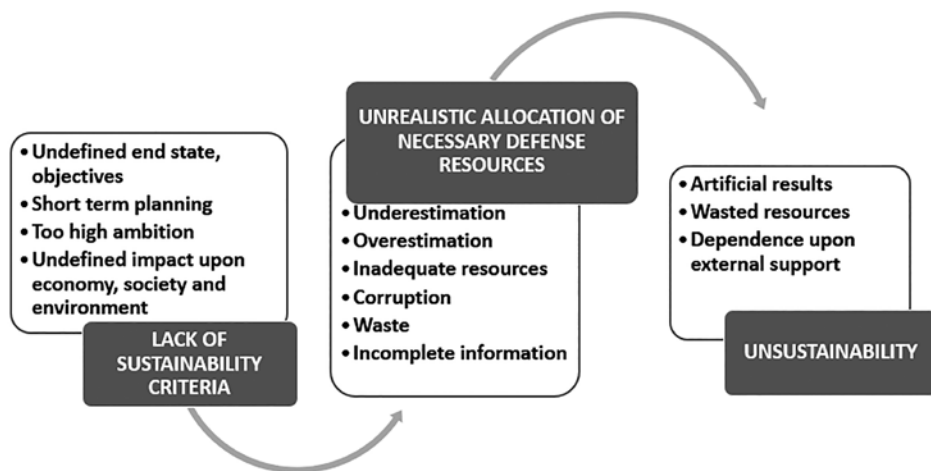 • Undefined end state,
objectives
• Short term planning
• Too high ambition
• Undefined impact upon
economy, society and
environment
LACK OF
SUSTAINABILITY
CRITERIA
UNREALISTIC ALLOCATION OF
NECESSARY DEFENSE
RESOURCES
• Underestimation
• Overestimation
• Inadequate resources
• Corruption
• Waste
• Incomplete information
• Artificial results
• Wasted resources
• Dependence upon
external support
UNSUSTAINABILITY